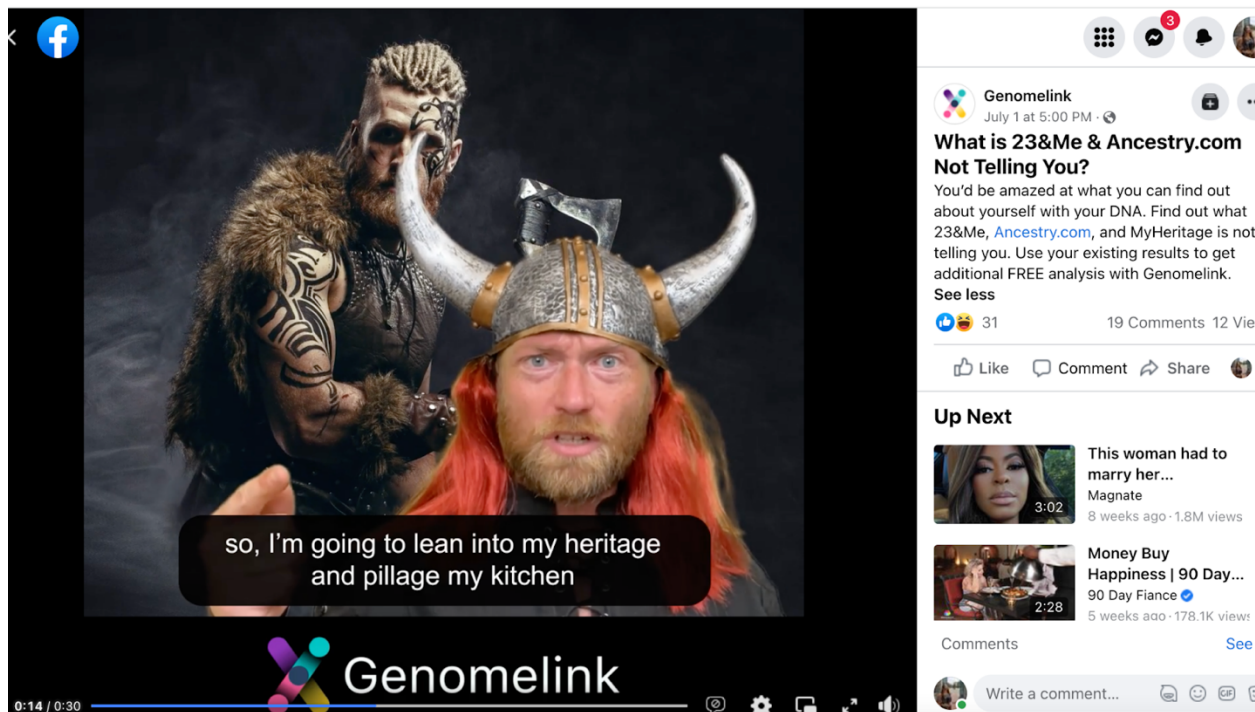 3
Genomelink
July 1 at 5:00 PM ·
What is 23&Me & Ancestry.com
Not Telling You?
You'd be amazed at what you can find out
about yourself with your DNA. Find out what
23&Me, Ancestry.com, and MyHeritage is not
telling you. Use your existing results to get
additional FREE analysis with Genomelink.
See less
31
19 Comments 12 Vie
Like Comment Share
Up Next
This woman had to
marry her...
Magnate
8 weeks ago · 1.8M views
3:02
Money Buy
Happiness | 90 Day...
90 Day Fiance
5 weeks ago · 178.1K views
2:28
Comments See
Write a comment...
GIF
so, I'm going to lean into my heritage
and pillage my kitchen
Genomelink
0:14 / 0:30